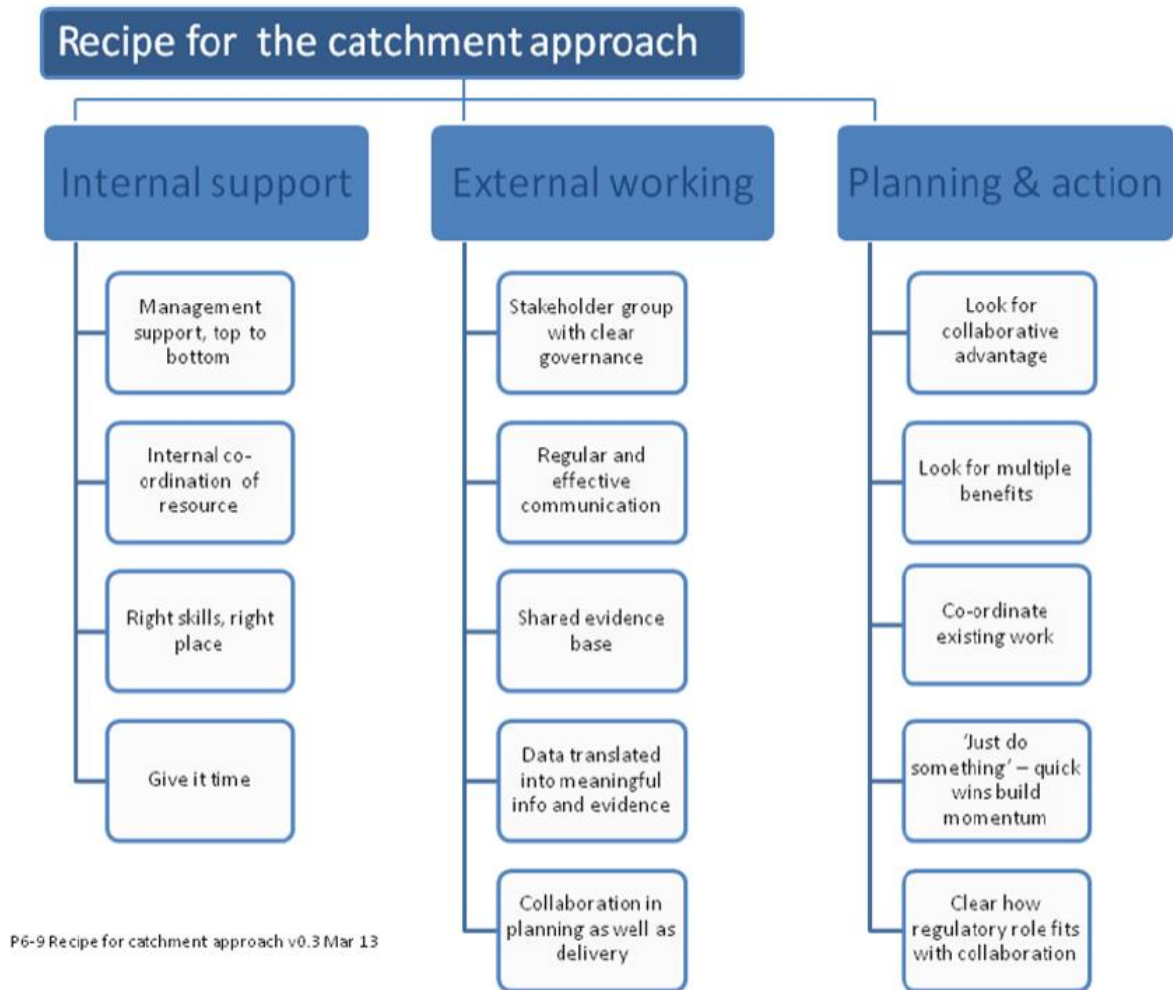 Recipe for the catchment approach
Internal support
Management
support, top to
bottom
Internal co-
ordination of
resource
Right skills, right
place
Give it time
External working
Stakeholder group
with clear
governance
Regular and
effective
communication
Shared evidence
base
Data translated
into meaningful
info and evidence
Collaboration in
planning as well as
delivery
Planning & action
Look for
collaborative
advantage
Look for multiple
benefits
Co-ordinate
existing work
'Just do
something' – quick
wins build
momentum
Clear how
regulatory role fits
with collaboration
P6-9 Recipe for catchment approach v0.3 Mar 13